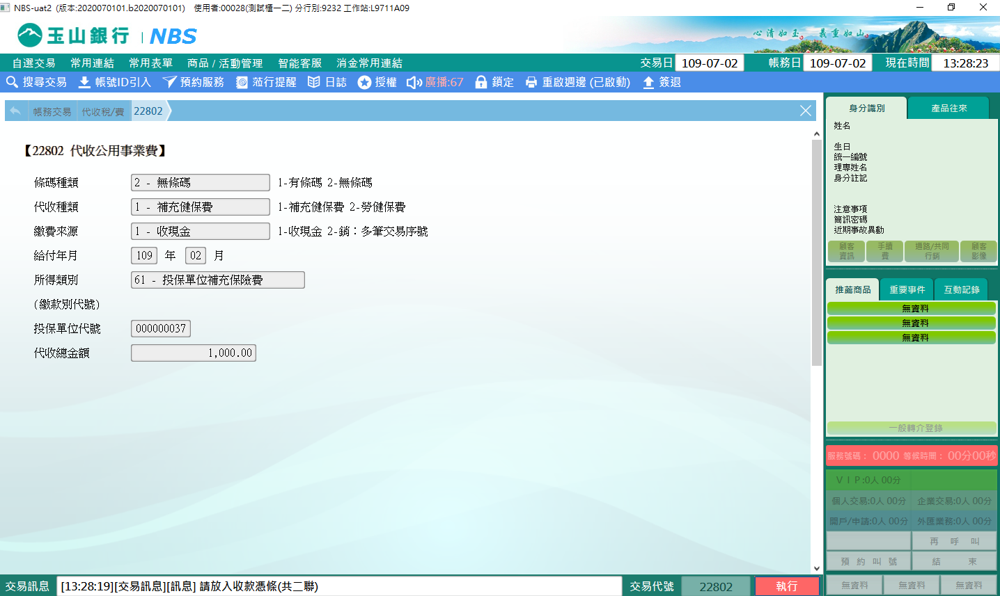 NBS-uat2 (版本:2020070101.b2020070101) 使用者:00028(測試櫃一二) 分行別:9232 工作站:L9711A09
玉山銀行 | NBS
心清如玉。 義重如山。
自選交易 常用連結 常用表單 商品 / 活動管理 智能客服 消金常用連結 交易日 109-07-02 帳務日 109-07-02 現在時間 13:28:23
搜尋交易 帳號ID引入 預約服務 蒞行提醒 日誌 授權 廣播:67 鎖定 重啟週邊 (已啟動) 簽退
帳務交易 代收稅/費 22802
【22802 代收公用事業費】
條碼種類 2 - 無條碼 1-有條碼 2-無條碼
代收種類 1 - 補充健保費 1-補充健保費 2-勞健保費
繳費來源 1 - 收現金 1-收現金 2-銷：多筆交易序號
給付年月 109 年 02 月
所得類別 61 - 投保單位補充保險費
(繳款別代號)
投保單位代號 000000037
代收總金額 1,000.00
身分識別 產品往來
姓名
生日
統一編號
理專姓名
身分註記
注意事項
簡訊密碼
近期事故異動
顧客資訊 手續費 通路/共同行銷 顧客影像
推薦商品 重要事件 互動記錄
無資料
無資料
無資料
一般轉介登錄
服務號碼： 0000 等候時間： 00分00秒
ＶＩＰ:0人 00分
個人交易:0人 00分 企業交易:0人 00分
開戶/申請:0人 00分 外匯業務:0人 00分
再 呼 叫
預 約 叫 號 結 束
無資料 無資料 無資料
交易訊息 [13:28:19][交易訊息][訊息] 請放入收款憑條(共二聯) 交易代號 22802 執行